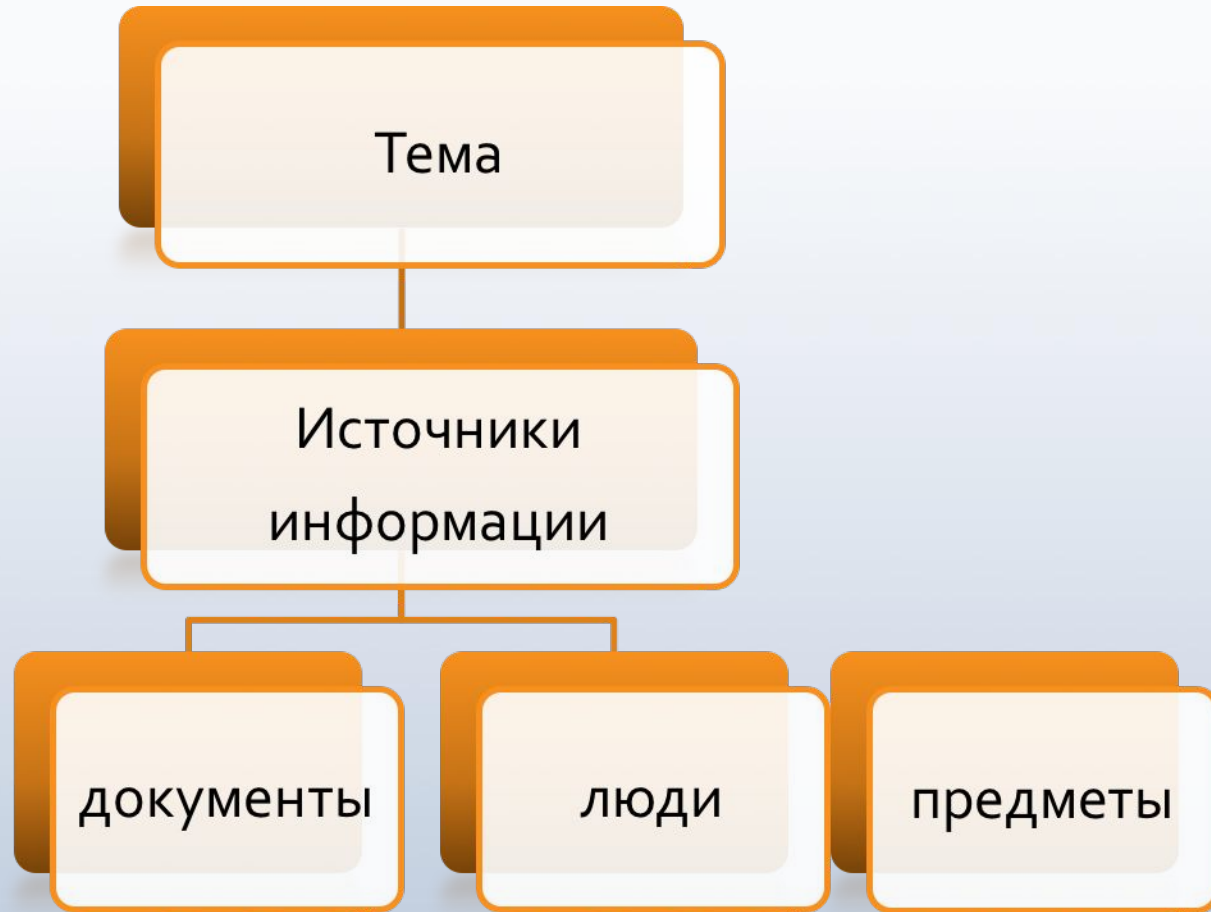 Тема
Источники
информации
документы
люди
предметы